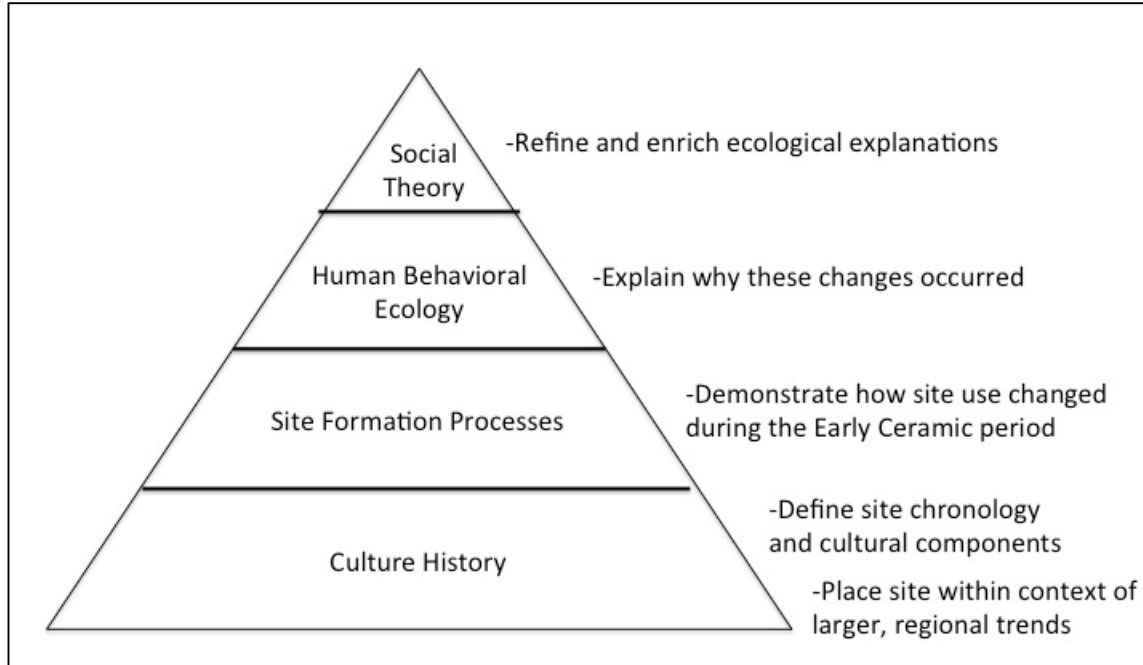 Social
Theory
-Refine and enrich ecological explanations
Human Behavioral
Ecology
-Explain why these changes occurred
Site Formation Processes
-Demonstrate how site use changed
during the Early Ceramic period
Culture History
-Define site chronology
and cultural components
-Place site within context of
larger, regional trends